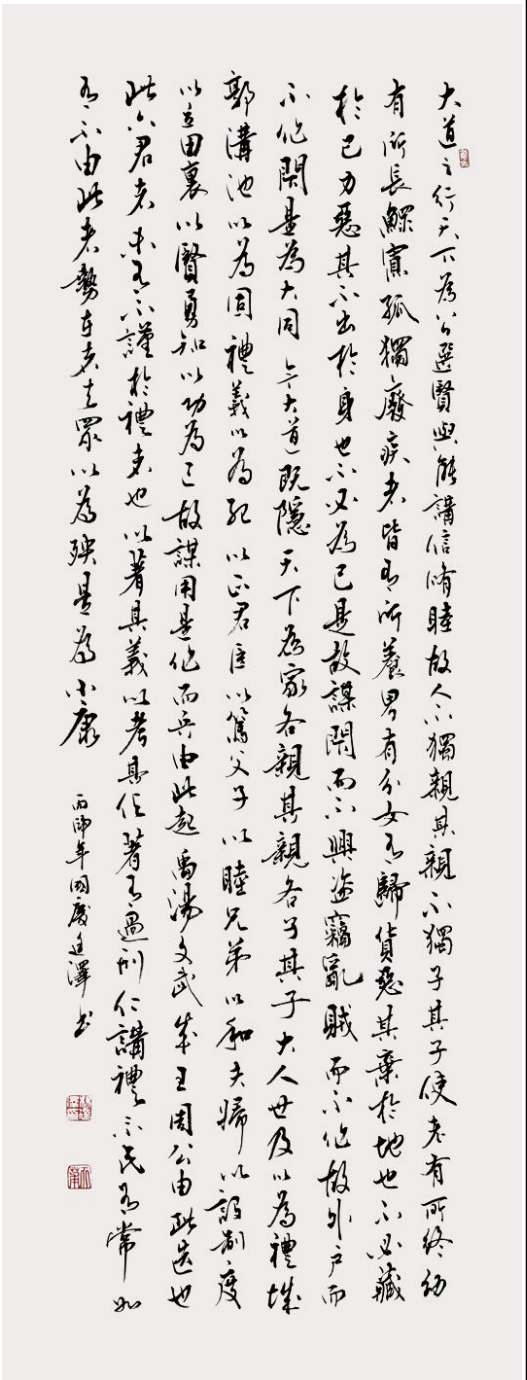 大道之行天下為公選賢與能講信脩睦故人不獨親其親不獨子其子使老有所終幼
有所長鰥寡孤獨廢疾者皆有所養男有分女有歸貨惡其棄於地也不必藏
於己力惡其不出於身也不必為己是故謀閉而不興盜竊亂賊而不作故外戶而
不作閉是為大同今大道既隱天下為家各親其親各子其子大人世及以為禮城
郭溝池以為固禮義以為紀以正君臣以篤父子以睦兄弟以和夫婦以設制度
以立田裏以賢勇知以功為己故謀用是作而兵由此起禹湯文武成王周公由此选也
此六君者未有不謹於禮者也以著其義以考其信著有過刑仁講禮示民有常如
有不由此者勢在者去眾以為殃是為小康
丙申年國慶廷澤书